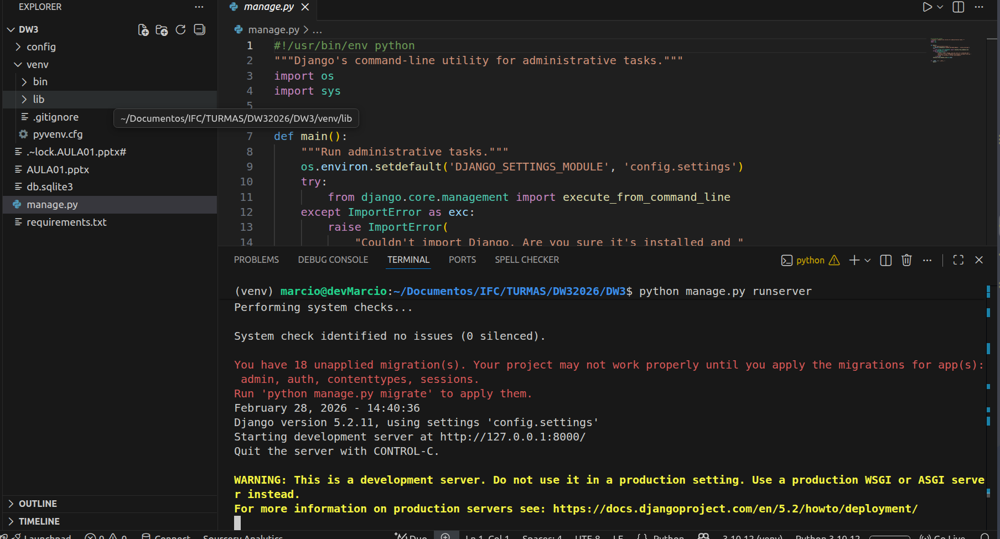 EXPLORER
DW3
config
venv
bin
lib
.gitignore
pyvenv.cfg
.~lock.AULA01.pptx#
AULA01.pptx
db.sqlite3
manage.py
requirements.txt
~/Documentos/IFC/TURMAS/DW32026/DW3/venv/lib
OUTLINE
TIMELINE
manage.py
manage.py > ...
1 #!/usr/bin/env python
2 """Django's command-line utility for administrative tasks."""
3 import os
4 import sys
5
7 def main():
8 """Run administrative tasks."""
9 os.environ.setdefault('DJANGO_SETTINGS_MODULE', 'config.settings')
10 try:
11 from django.core.management import execute_from_command_line
12 except ImportError as exc:
13 raise ImportError(
14 "Couldn't import Django. Are you sure it's installed and "
PROBLEMS DEBUG CONSOLE TERMINAL PORTS SPELL CHECKER
python
(venv) marcio@devMarcio:~/Documentos/IFC/TURMAS/DW32026/DW3$ python manage.py runserver
Performing system checks...
System check identified no issues (0 silenced).
You have 18 unapplied migration(s). Your project may not work properly until you apply the migrations for app(s):
admin, auth, contenttypes, sessions.
Run 'python manage.py migrate' to apply them.
February 28, 2026 - 14:40:36
Django version 5.2.11, using settings 'config.settings'
Starting development server at http://127.0.0.1:8000/
Quit the server with CONTROL-C.
WARNING: This is a development server. Do not use it in a production setting. Use a production WSGI or ASGI serve
r instead.
For more information on production servers see: https://docs.djangoproject.com/en/5.2/howto/deployment/
Launchpad 0 0 Connect Sourcery Analytics Duo Ln 1, Col 1 Spaces: 4 UTF-8 LF {} Python 3.10.12 (venv) Python 3.10.12 Go Live